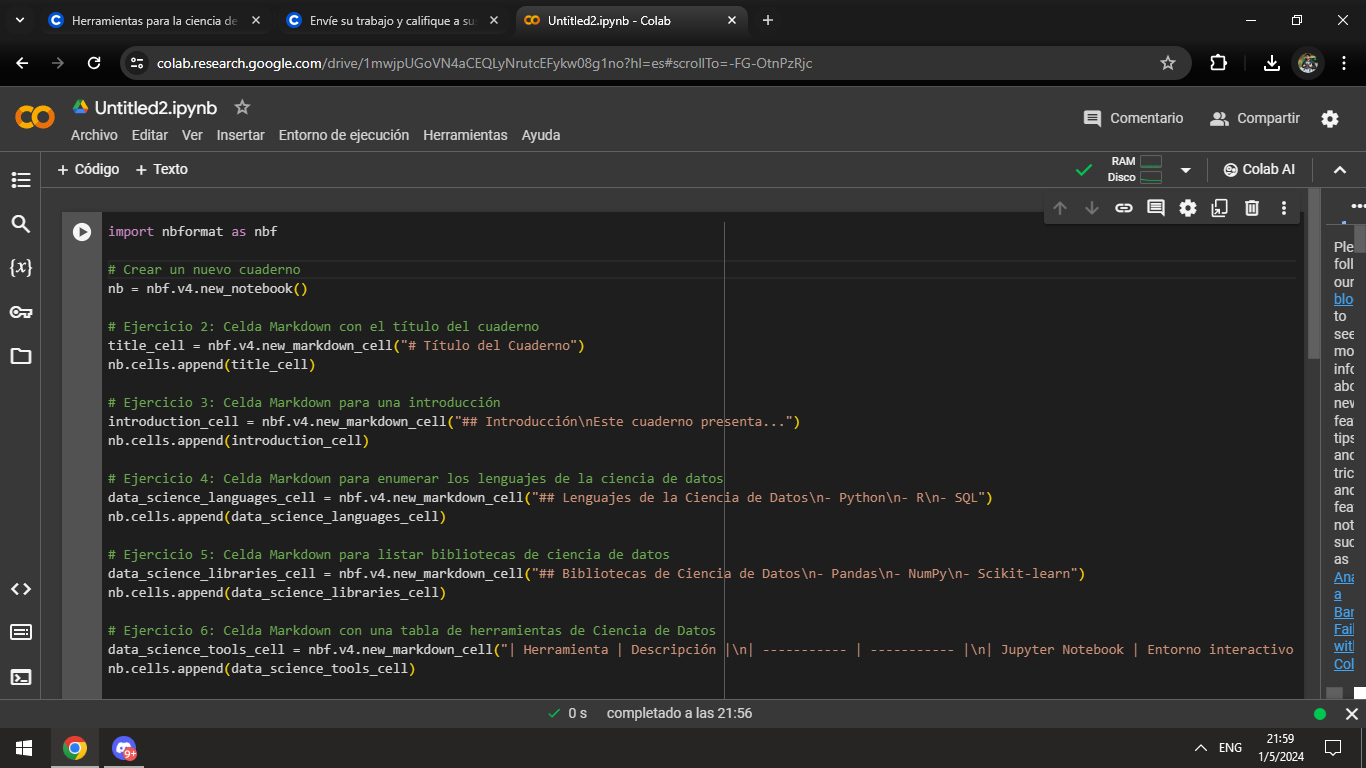 Herramientas para la ciencia de
Envíe su trabajo y califique a sus
Untitled2.ipynb - Colab
colab.research.google.com/drive/1mwjpUGoVN4aCEQLyNrutcEFykw08g1no?hl=es#scrollTo=-FG-OtnPzRjc
Untitled2.ipynb
Archivo Editar Ver Insertar Entorno de ejecución Herramientas Ayuda
Comentario
Compartir
+ Código + Texto
RAM
Disco
Colab AI
import nbformat as nbf
# Crear un nuevo cuaderno
nb = nbf.v4.new_notebook()
# Ejercicio 2: Celda Markdown con el título del cuaderno
title_cell = nbf.v4.new_markdown_cell("# Título del Cuaderno")
nb.cells.append(title_cell)
# Ejercicio 3: Celda Markdown para una introducción
introduction_cell = nbf.v4.new_markdown_cell("## Introducción\nEste cuaderno presenta...")
nb.cells.append(introduction_cell)
# Ejercicio 4: Celda Markdown para enumerar los lenguajes de la ciencia de datos
data_science_languages_cell = nbf.v4.new_markdown_cell("## Lenguajes de la Ciencia de Datos\n- Python\n- R\n- SQL")
nb.cells.append(data_science_languages_cell)
# Ejercicio 5: Celda Markdown para listar bibliotecas de ciencia de datos
data_science_libraries_cell = nbf.v4.new_markdown_cell("## Bibliotecas de Ciencia de Datos\n- Pandas\n- NumPy\n- Scikit-learn")
nb.cells.append(data_science_libraries_cell)
# Ejercicio 6: Celda Markdown con una tabla de herramientas de Ciencia de Datos
data_science_tools_cell = nbf.v4.new_markdown_cell("| Herramienta | Descripción |\n| ----------- | ----------- |\n| Jupyter Notebook | Entorno interactivo
nb.cells.append(data_science_tools_cell)
Ple
foll
our
blo
to
see
mo
info
abo
nev
fea
tips
and
tric
and
fea
not
suc
as
Ana
a
Bar
Fail
wit
Col
0 s completado a las 21:56
9+
ENG
21:59
1/5/2024